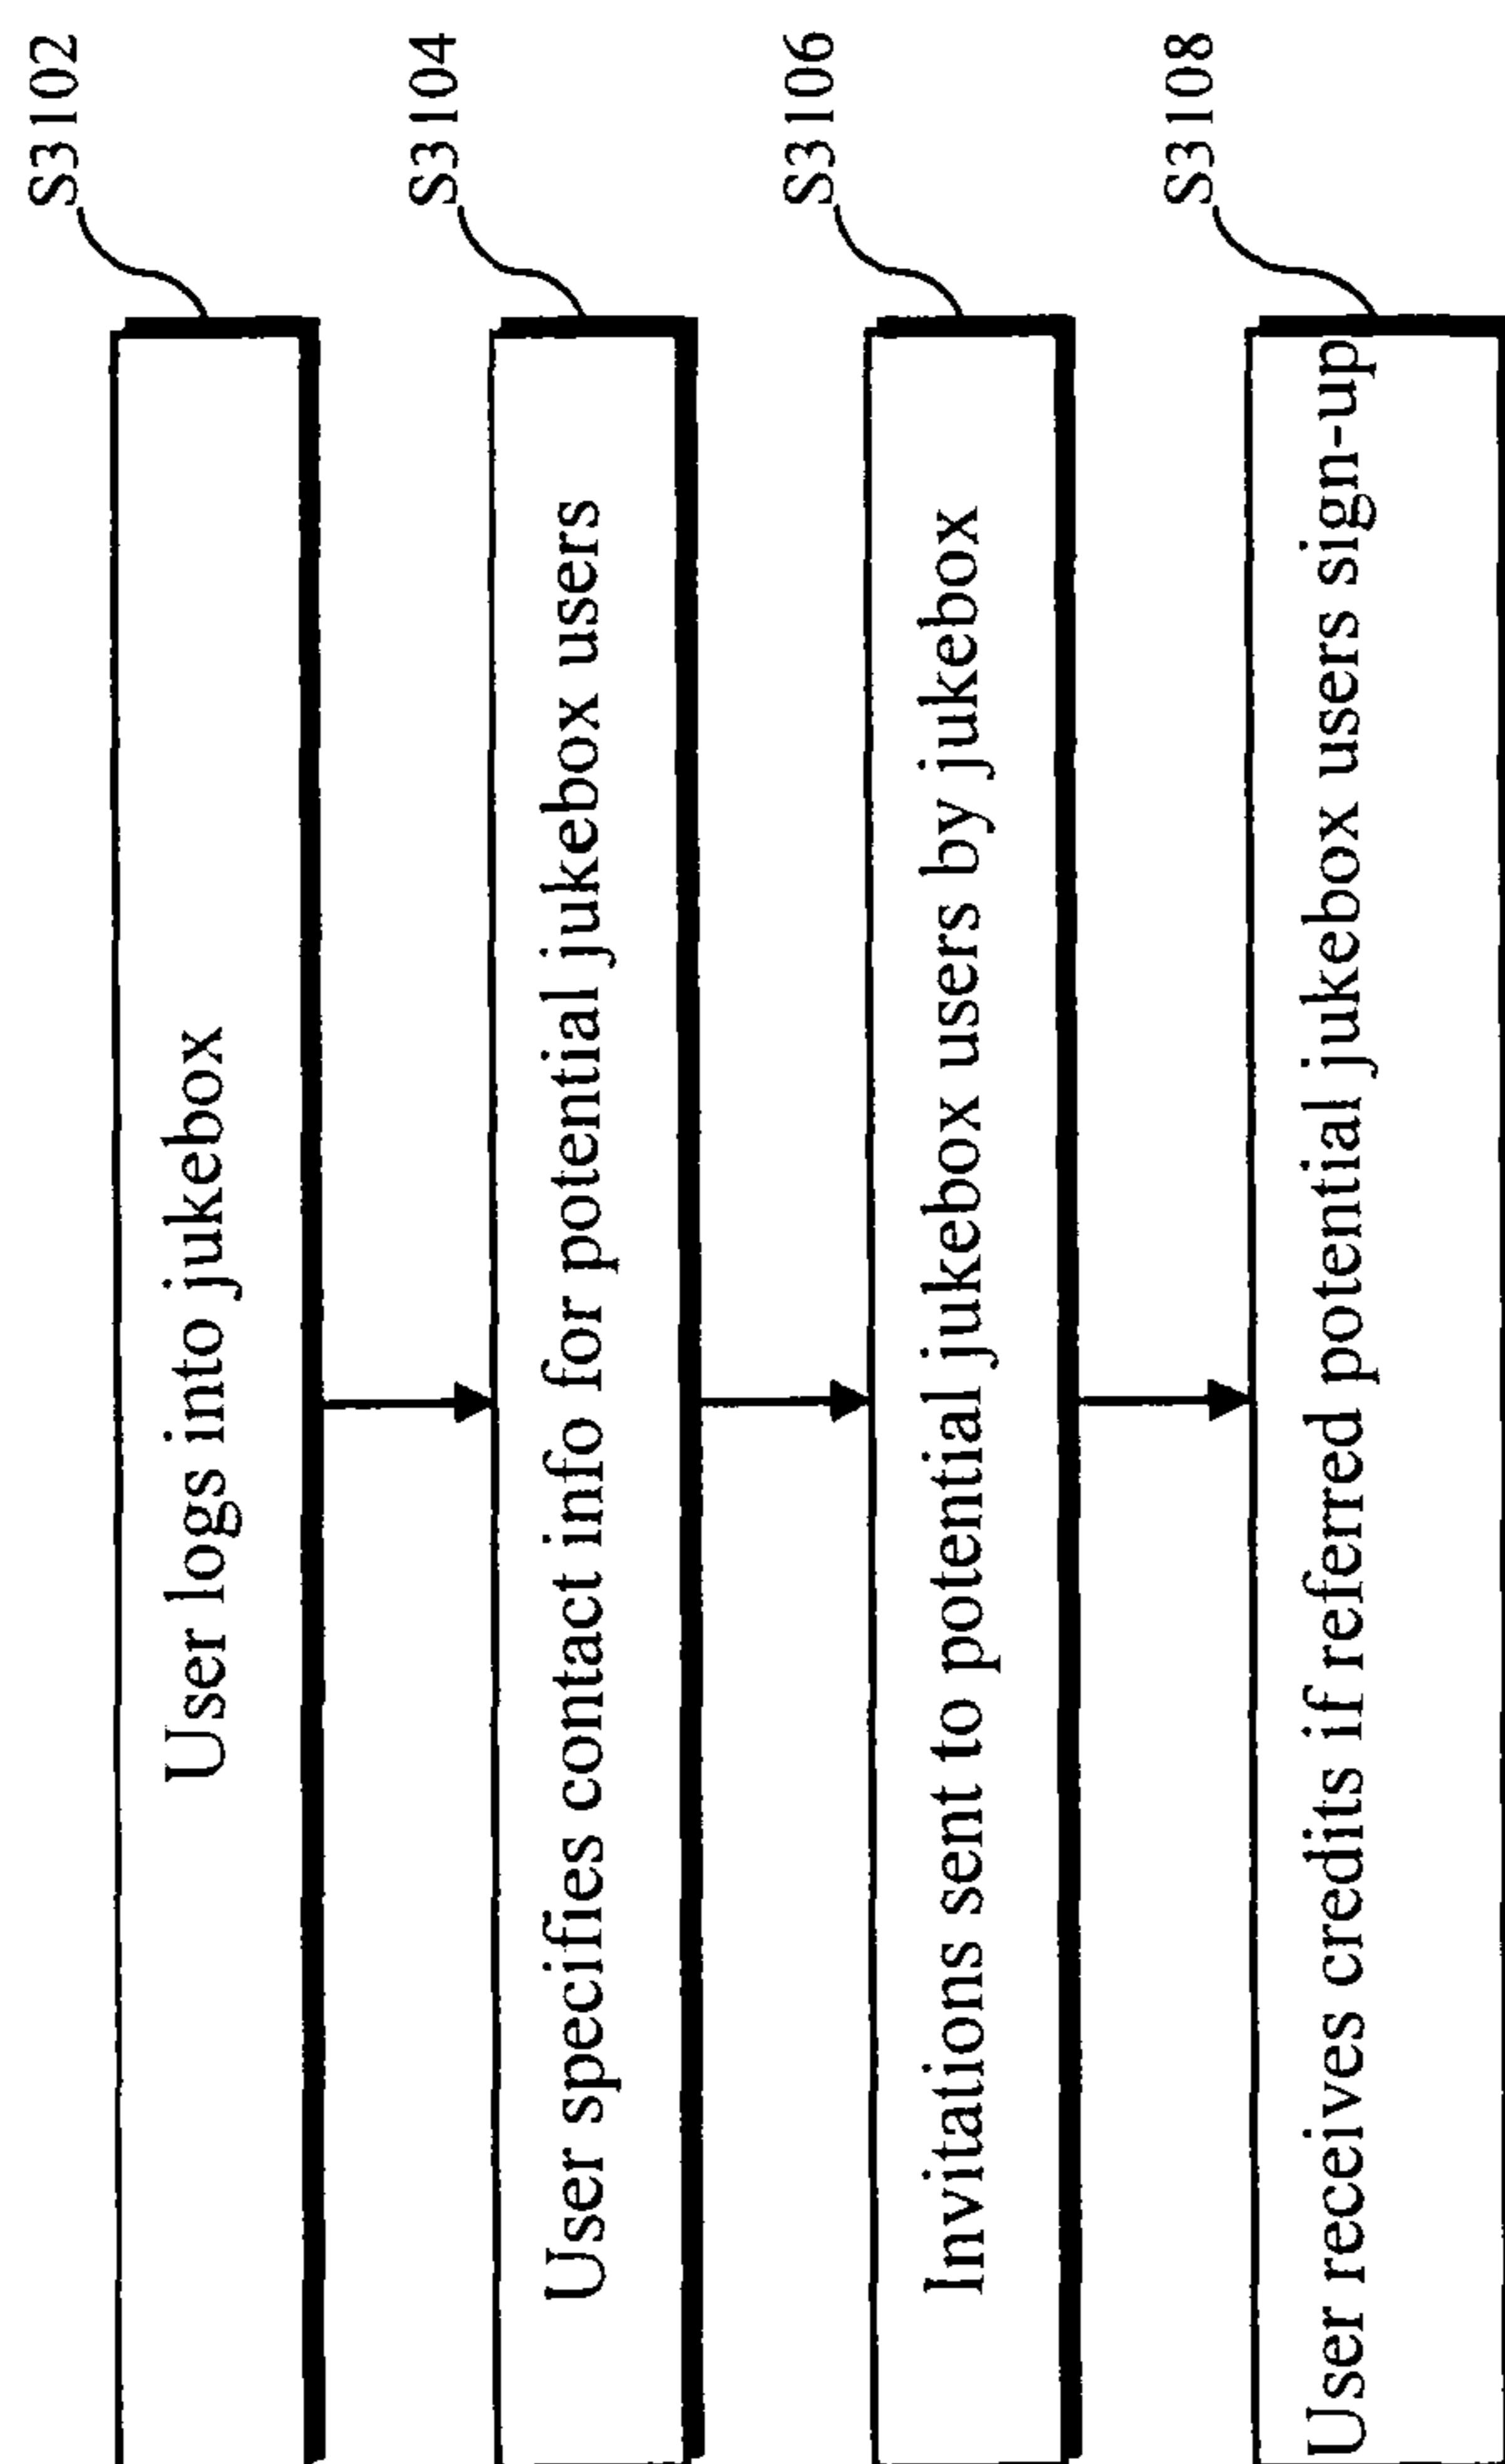 S3102
User logs into jukebox
S3104
User specifies contact info for potential jukebox users
S3106
Invitations sent to potential jukebox users by jukebox
S3108
User receives credits if referred potential jukebox users sign-up